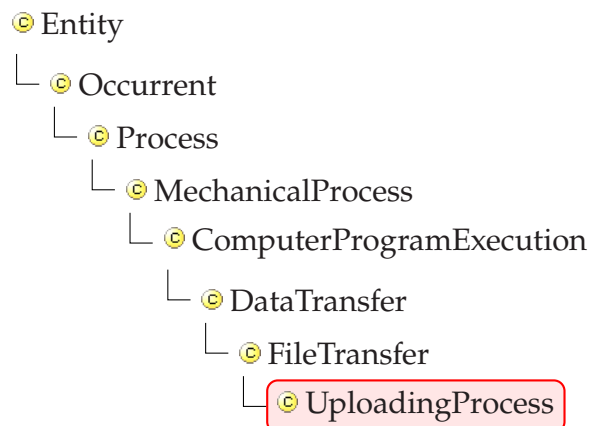 Entity
Occurrent
Process
MechanicalProcess
ComputerProgramExecution
DataTransfer
FileTransfer
UploadingProcess